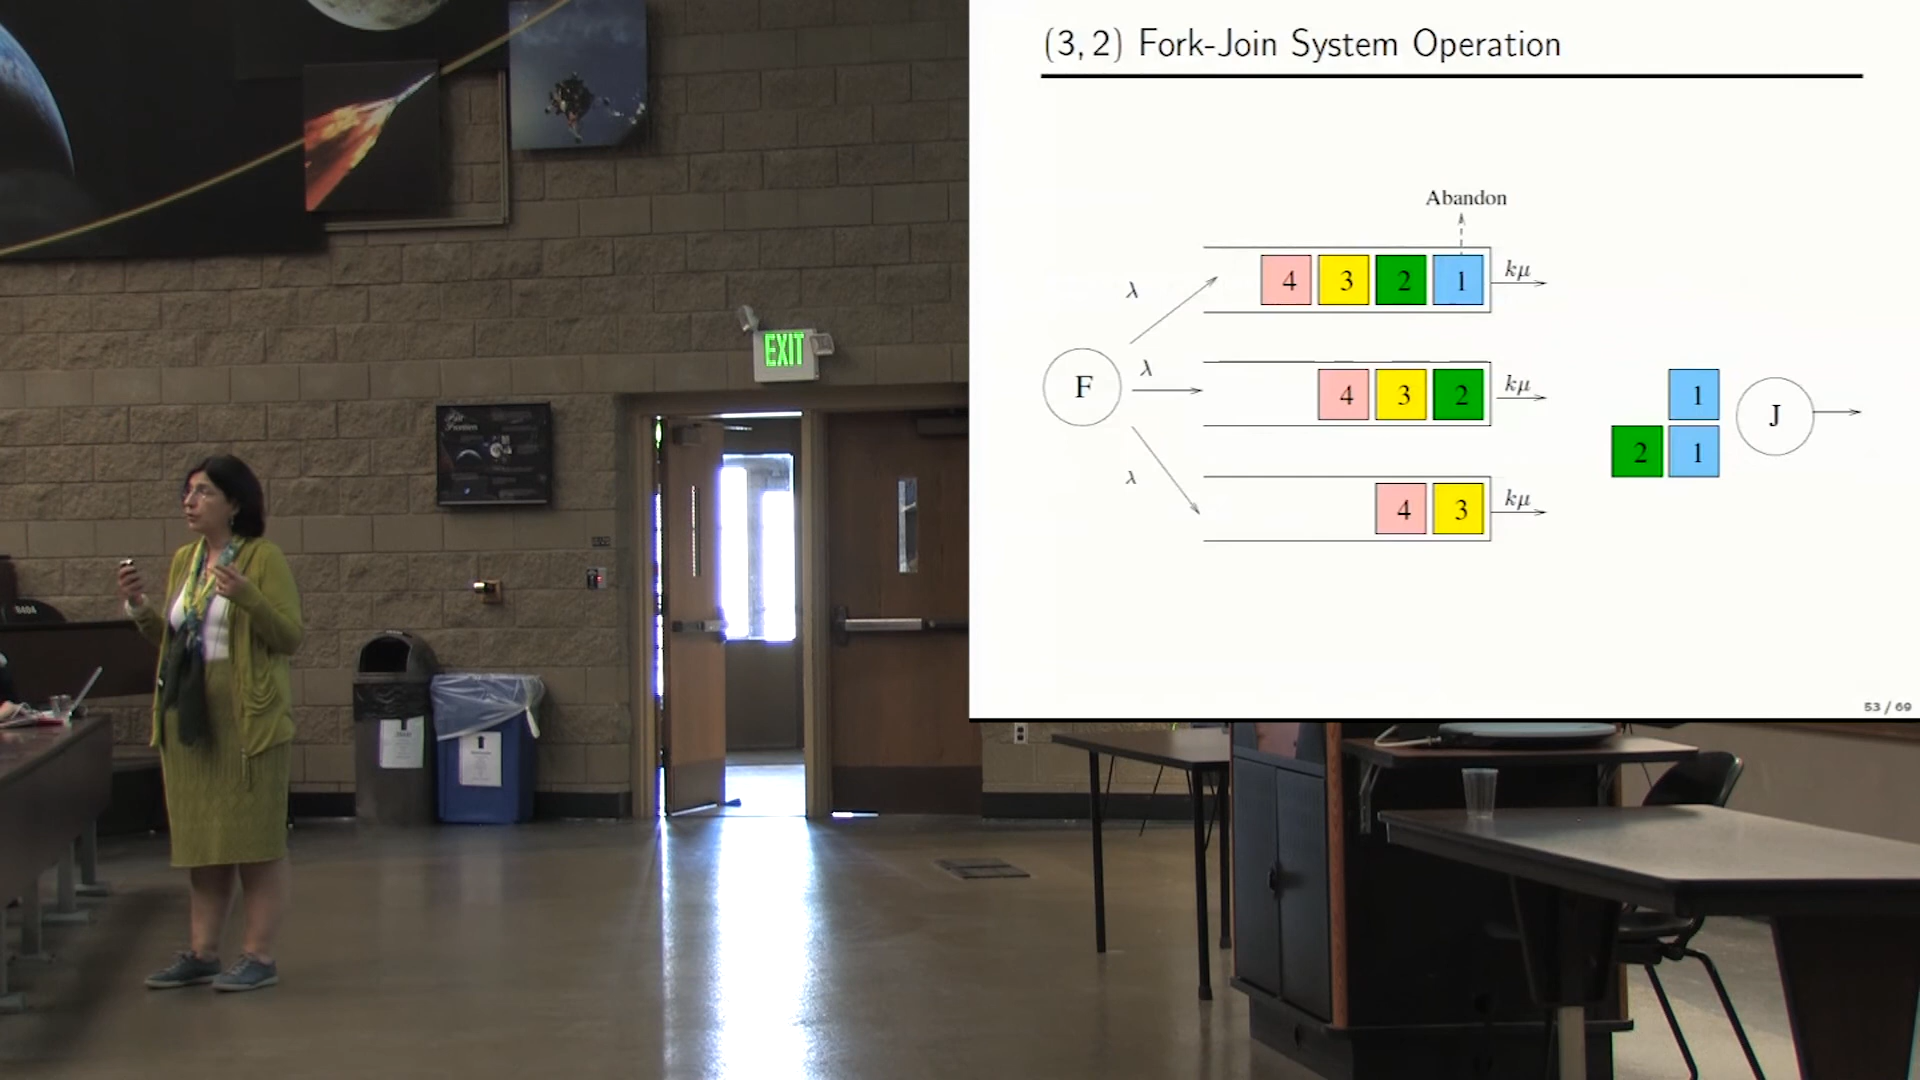 (3, 2) Fork-Join System Operation
Abandon
λ
4 3 2 1
kμ
F
λ
4 3 2
kμ
1
2 1
J
λ
4 3
kμ
53 / 69
EXIT